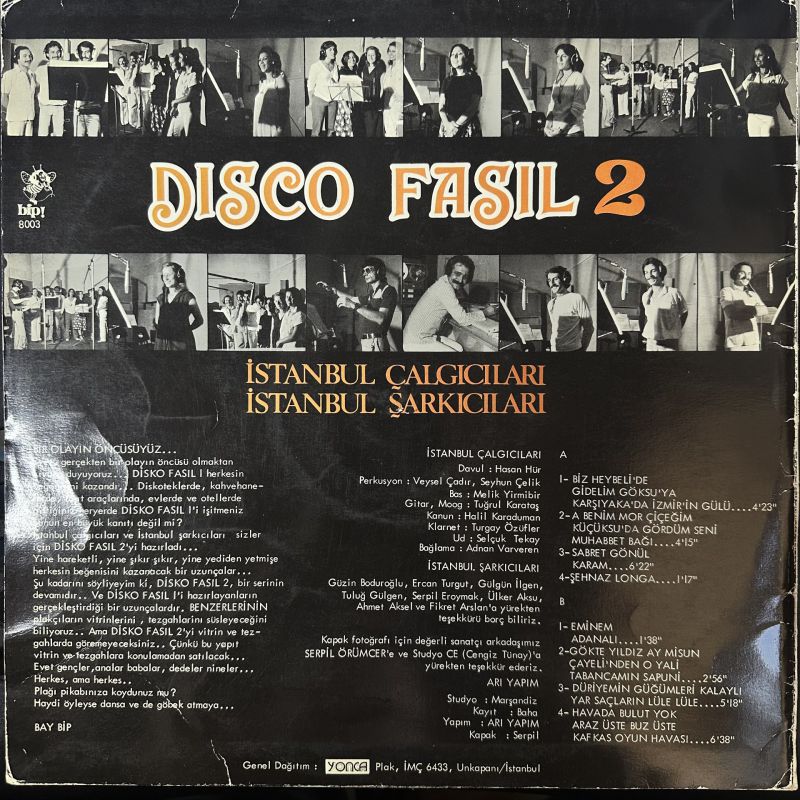 DISCO FASIL 2
bip!
8003
İSTANBUL ÇALGICILARI
İSTANBUL ŞARKICILARI
BİR OLAYIN ÖNCÜSÜYÜZ...
gerçekten bir olayın öncüsü olmaktan
duyuyoruz... DİSKO FASIL I herkesin
kazandı... Diskoteklerde, kahvehane-
araçlarında, evlerde ve otellerde
heryerde DİSKO FASIL I'i işitmeniz
bunun en büyük kanıtı değil mi?
İstanbul çalgıcıları ve İstanbul şarkıcıları sizler
için DİSKO FASIL 2'yi hazırladı...
Yine hareketli, yine şıkır şıkır, yine yediden yetmişe
herkesin beğenisini kazanacak bir uzunçalar...
Şu kadarını söyliyeyim ki, DİSKO FASIL 2, bir serinin
devamıdır.. Ve DİSKO FASIL I'i hazırlayanların
gerçekleştirdiği bir uzunçalardır. BENZERLERİNİN
plakçıların vitrinlerini , tezgahlarını süsleyeceğini
biliyoruz.. Ama DİSKO FASIL 2'yi vitrin ve tez-
gahlarda göremeyeceksiniz.. Çünkü bu yapıt
vitrin ve tezgahlara konulamadan satılacak...
Evet gençler,analar babalar, dedeler nineler...
Herkes, ama herkes..
Plağı pikabınıza koydunuz mu?
Haydi öyleyse dansa ve de göbek atmaya...
BAY BİP
İSTANBUL ÇALGICILARI
Davul : Hasan Hür
Perkusyon : Veysel Çadır, Seyhun Çelik
Bas : Melik Yirmibir
Gitar, Moog : Tuğrul Karataş
Kanun : Halil Karaduman
Klarnet : Turgay Özüfler
Ud : Selçuk Tekay
Bağlama : Adnan Varveren
İSTANBUL ŞARKICILARI
Güzin Boduroğlu, Ercan Turgut, Gülgün İlgen,
Tuluğ Gülgen, Serpil Eroymak, Ülker Aksu,
Ahmet Aksel ve Fikret Arslan'a yürekten
teşekkürü borç biliriz.
Kapak fotoğrafı için değerli sanatçı arkadaşımız
SERPİL ÖRÜMCER'e ve Studyo CE (Cengiz Tünay)'a
yürekten teşekkür ederiz.
ARI YAPIM
Studyo : Marşandiz
Kayıt : Baha
Yapım : ARI YAPIM
Kapak : Serpil
A
1- BİZ HEYBELİ'DE
GİDELİM GÖKSU'YA
KARŞIYAKA'DA İZMİR'İN GÜLÜ....4'23"
2-A BENİM MOR ÇİÇEĞİM
KÜÇÜKSU'DA GÖRDÜM SENİ
MUHABBET BAĞI....4'15"
3-SABRET GÖNÜL
KARAM....6'22"
4-ŞEHNAZ LONGA....1'17"
B
1-EMİNEM
ADANALI....1'38"
2-GÖKTE YILDIZ AY MISUN
ÇAYELİ'NDEN O YALİ
TABANCAMIN SAPUNİ....2'56"
3- DÜRİYEMİN GÜĞÜMLERİ KALAYLI
YAR SAÇLARIN LÜLE LÜLE....5'18"
4- HAVADA BULUT YOK
ARAZ ÜSTE BUZ ÜSTE
KAFKAS OYUN HAVASI....6'38"
Genel Dağıtım : YONCA Plak, İMÇ 6433, Unkapanı/İstanbul